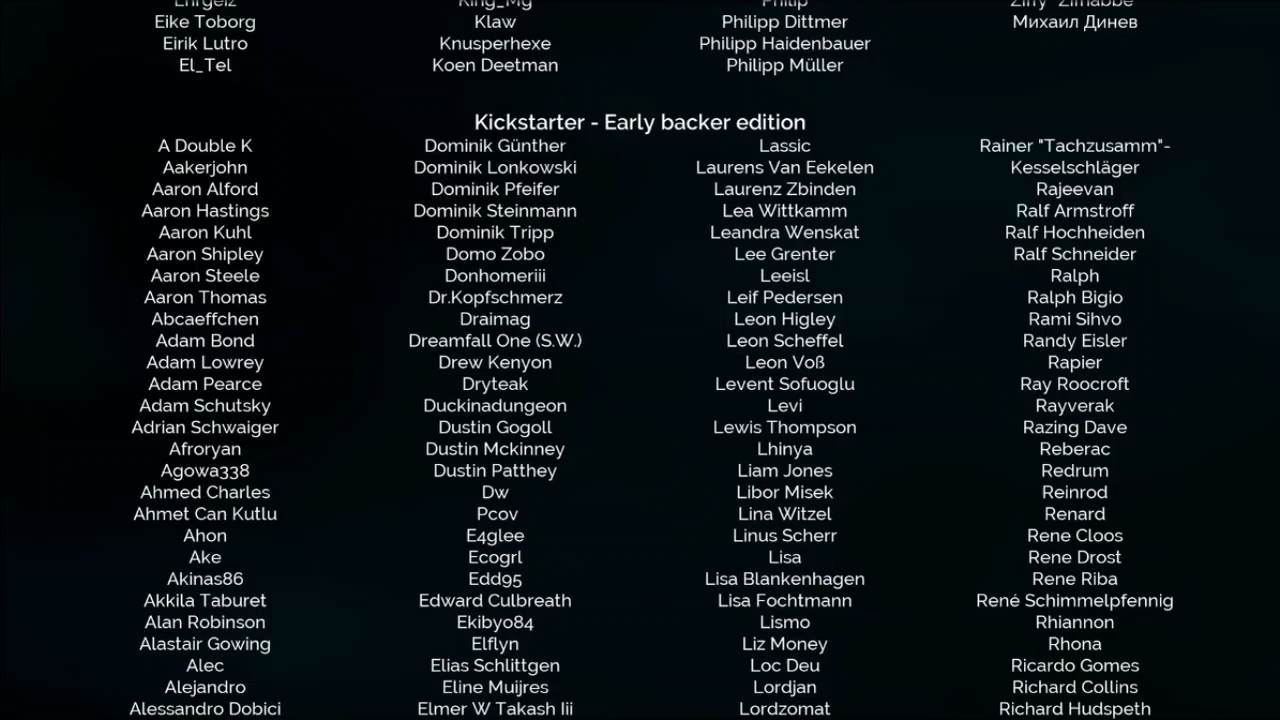 Ehrgeiz
Eike Toborg
Eirik Lutro
El_Tel
King_Mg
Klaw
Knusperhexe
Koen Deetman
Philip
Philipp Dittmer
Philipp Haidenbauer
Philipp Müller
Михаил Динев
Kickstarter - Early backer edition
A Double K
Aakerjohn
Aaron Alford
Aaron Hastings
Aaron Kuhl
Aaron Shipley
Aaron Steele
Aaron Thomas
Abcaeffchen
Adam Bond
Adam Lowrey
Adam Pearce
Adam Schutsky
Adrian Schwaiger
Afroryan
Agowa338
Ahmed Charles
Ahmet Can Kutlu
Ahon
Ake
Akinas86
Akkila Taburet
Alan Robinson
Alastair Gowing
Alec
Alejandro
Alessandro Dobici
Dominik Günther
Dominik Lonkowski
Dominik Pfeifer
Dominik Steinmann
Dominik Tripp
Domo Zobo
Donhomeriii
Dr.Kopfschmerz
Draimag
Dreamfall One (S.W.)
Drew Kenyon
Dryteak
Duckinadungeon
Dustin Gogoll
Dustin Mckinney
Dustin Patthey
Dw
Pcov
E4glee
Ecogrl
Edd95
Edward Culbreath
Ekibyo84
Elflyn
Elias Schlittgen
Eline Muijres
Elmer W Takash Iii
Lassic
Laurens Van Eekelen
Laurenz Zbinden
Lea Wittkamm
Leandra Wenskat
Lee Grenter
Leeisl
Leif Pedersen
Leon Higley
Leon Scheffel
Leon Voß
Levent Sofuoglu
Levi
Lewis Thompson
Lhinya
Liam Jones
Libor Misek
Lina Witzel
Linus Scherr
Lisa
Lisa Blankenhagen
Lisa Fochtmann
Lismo
Liz Money
Loc Deu
Lordjan
Lordzomat
Rainer "Tachzusamm"-
Kesselschläger
Rajeevan
Ralf Armstroff
Ralf Hochheiden
Ralf Schneider
Ralph
Ralph Bigio
Rami Sihvo
Randy Eisler
Rapier
Ray Roocroft
Rayverak
Razing Dave
Reberac
Redrum
Reinrod
Renard
Rene Cloos
Rene Drost
Rene Riba
René Schimmelpfennig
Rhiannon
Rhona
Ricardo Gomes
Richard Collins
Richard Hudspeth